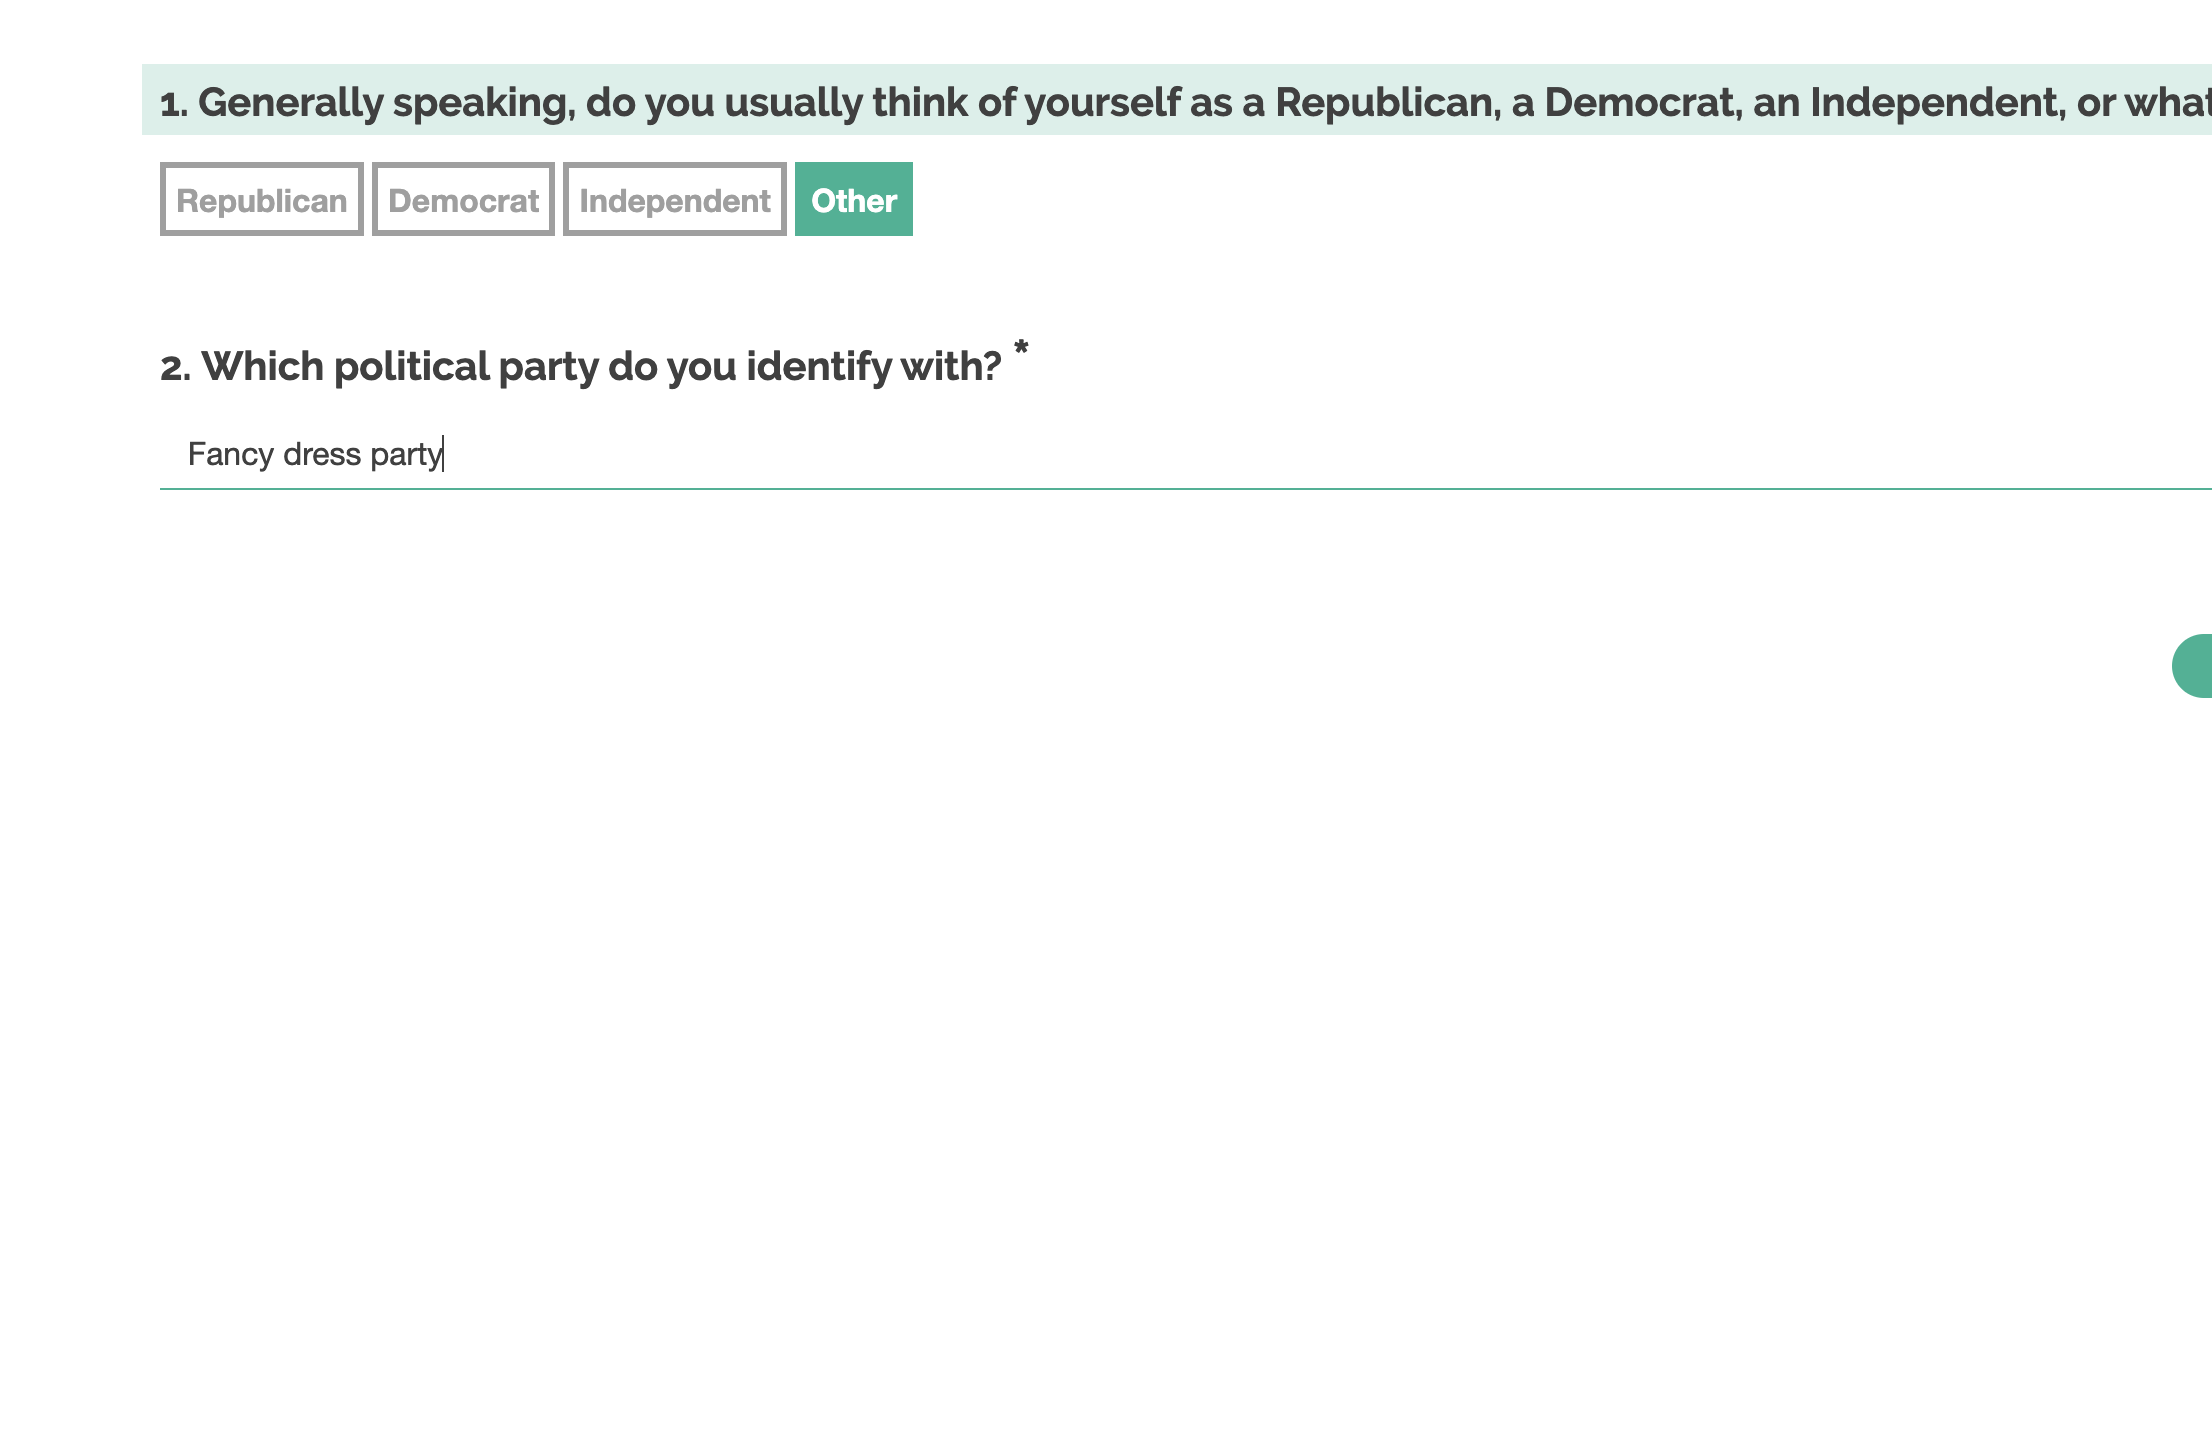 1. Generally speaking, do you usually think of yourself as a Republican, a Democrat, an Independent, or what
Republican
Democrat
Independent
Other
2. Which political party do you identify with? *
Fancy dress party